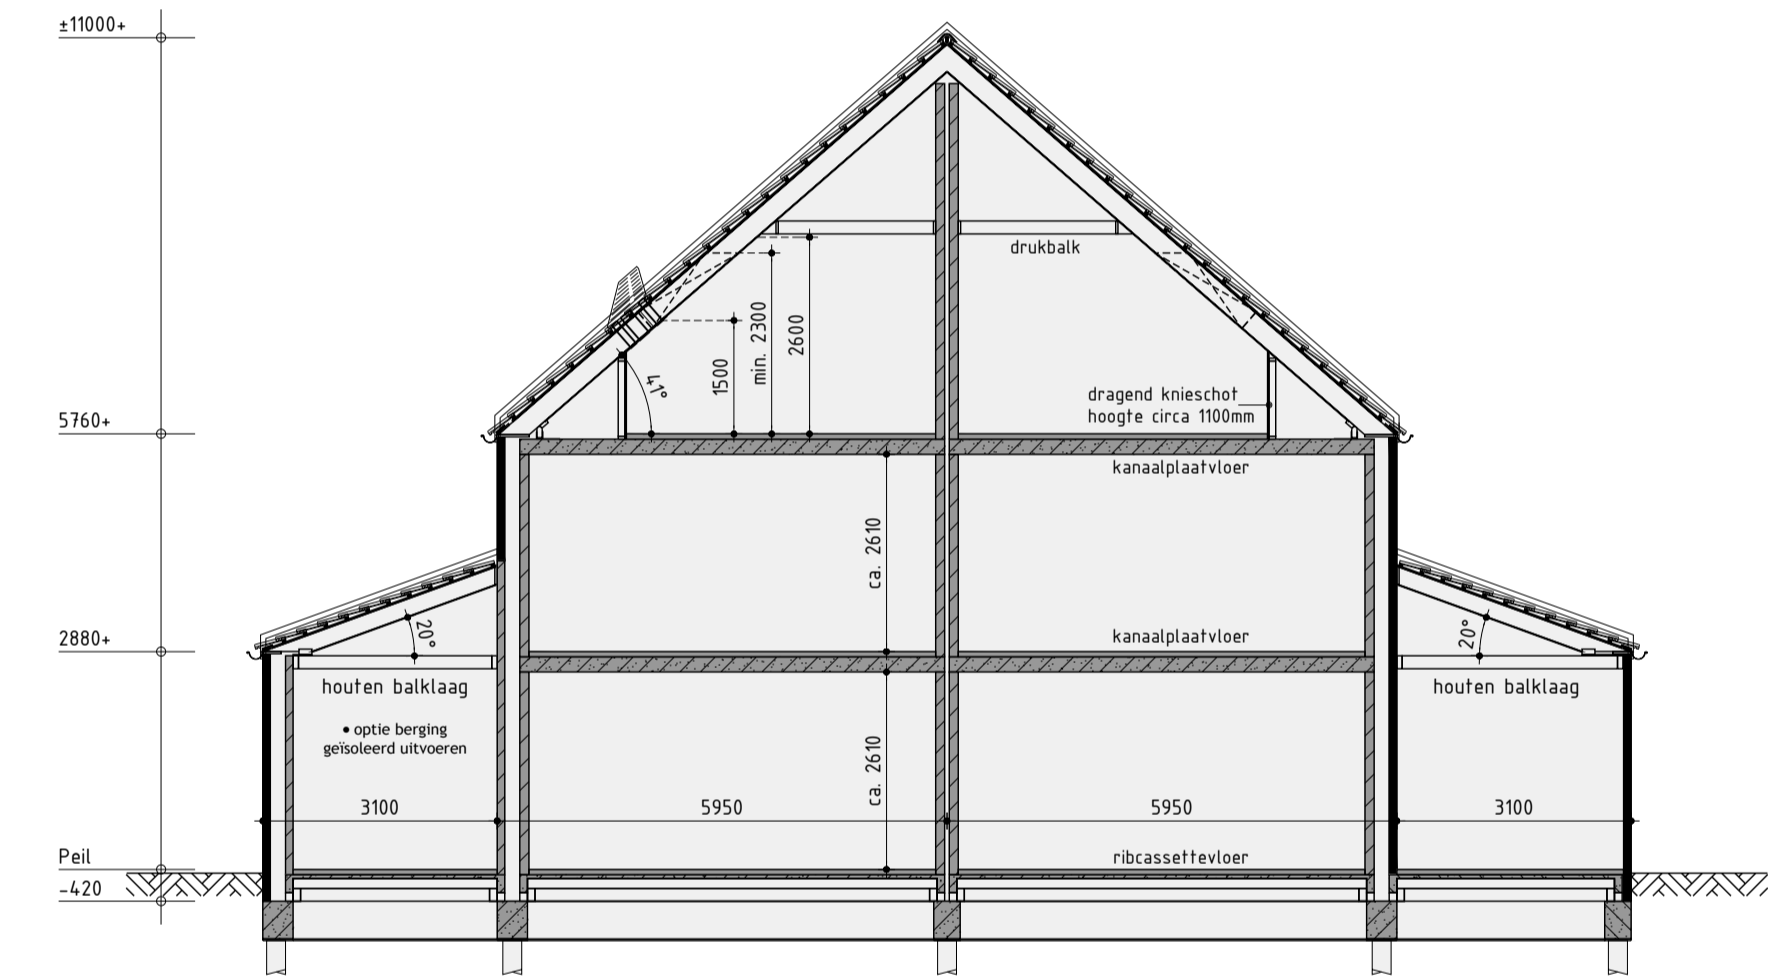 ±11000+
drukbalk
1500
min. 2300
2600
41°
dragend knieschot
hoogte circa 1100mm
5760+
kanaalplaatvloer
ca. 2610
2880+
20°
kanaalplaatvloer
20°
houten balklaag
houten balklaag
• optie berging
geïsoleerd uitvoeren
ca. 2610
3100
5950
5950
3100
Peil
ribcassettevloer
-420